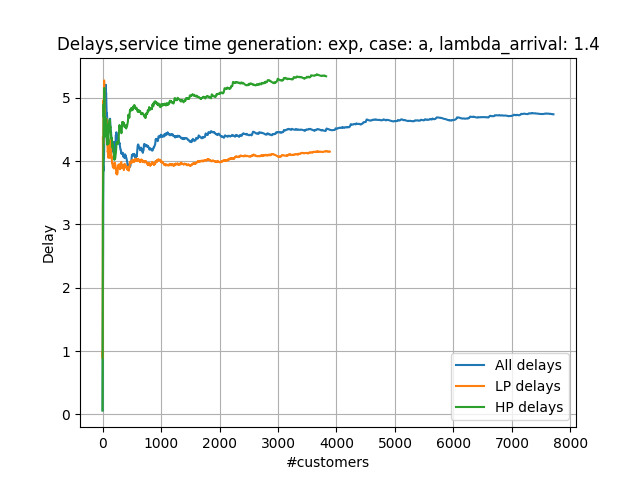 Delays,service time generation: exp, case: a, lambda_arrival: 1.4
Delay
5
4
3
2
1
0
0 1000 2000 3000 4000 5000 6000 7000 8000
#customers
All delays
LP delays
HP delays